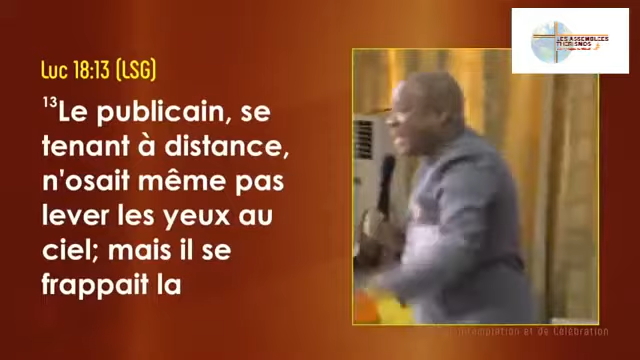 Luc 18:13 (LSG)
13Le publicain, se
tenant à distance,
n'osait même pas
lever les yeux au
ciel; mais il se
frappait la
LES ASSEMBLEES
THERISMOS
et de Célébration